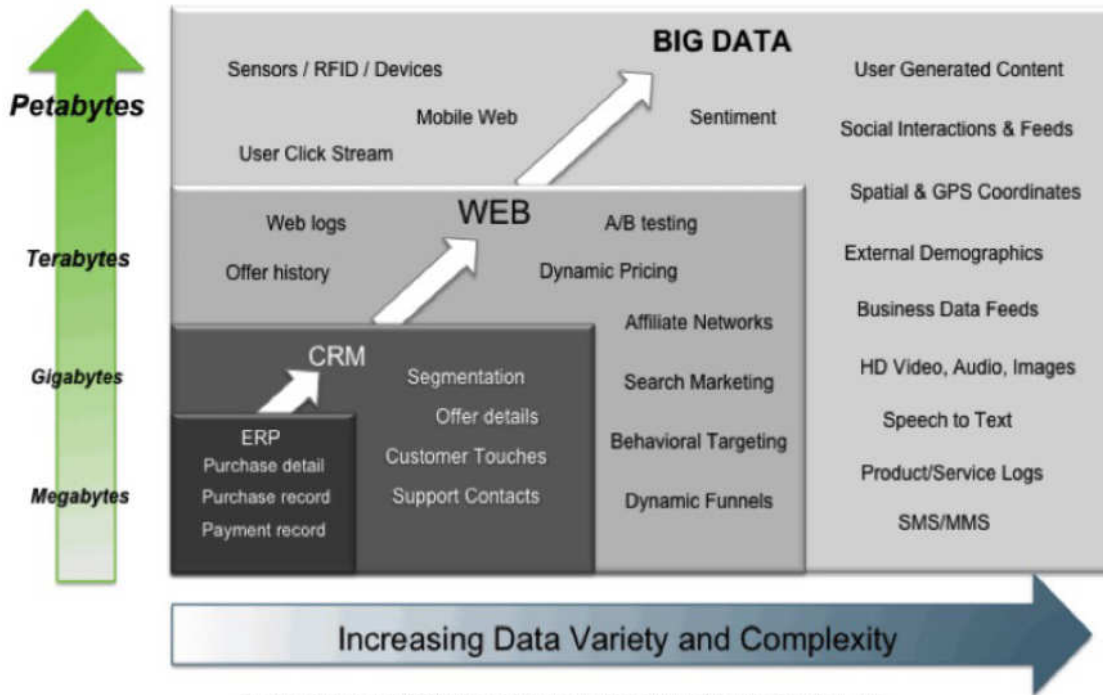 BIG DATA
Sensors / RFID / Devices
User Generated Content
Petabytes
Mobile Web
Sentiment
Social Interactions & Feeds
User Click Stream
Spatial & GPS Coordinates
WEB
Web logs
A/B testing
Terabytes
External Demographics
Offer history
Dynamic Pricing
Business Data Feeds
Affiliate Networks
CRM
Gigabytes
Segmentation
Search Marketing
HD Video, Audio, Images
Offer details
Speech to Text
ERP
Behavioral Targeting
Customer Touches
Purchase detail
Product/Service Logs
Megabytes
Purchase record
Support Contacts
Dynamic Funnels
SMS/MMS
Payment record
Increasing Data Variety and Complexity